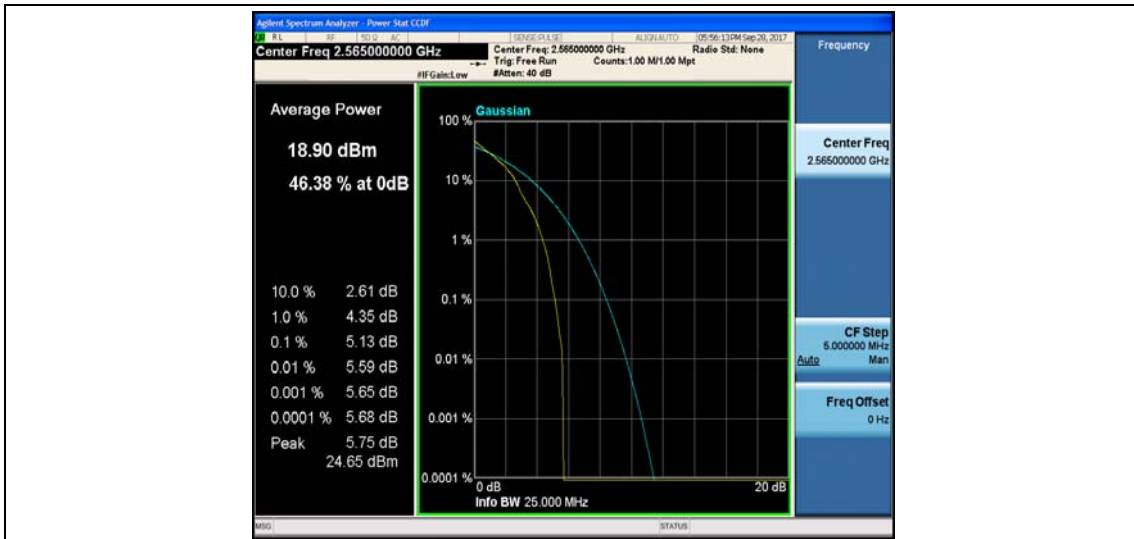 Agilent Spectrum Analyzer - Power Stat CCDF
RL RF 50 Ω AC SENSE:PULSE ALIGN AUTO 05:56:13 PM Sep 28, 2017
Center Freq 2.565000000 GHz
Center Freq: 2.565000000 GHz Radio Std: None
Trig: Free Run Counts:1.00 M/1.00 Mpt
#IFGain:Low #Atten: 40 dB
Frequency
Average Power
18.90 dBm
46.38 % at 0dB
10.0 % 2.61 dB
1.0 % 4.35 dB
0.1 % 5.13 dB
0.01 % 5.59 dB
0.001 % 5.65 dB
0.0001 % 5.68 dB
Peak 5.75 dB
24.65 dBm
Gaussian
100 %
10 %
1 %
0.1 %
0.01 %
0.001 %
0.0001 %
0 dB 20 dB
Info BW 25.000 MHz
Center Freq
2.565000000 GHz
CF Step
5.000000 MHz
Auto Man
Freq Offset
0 Hz
MSG STATUS